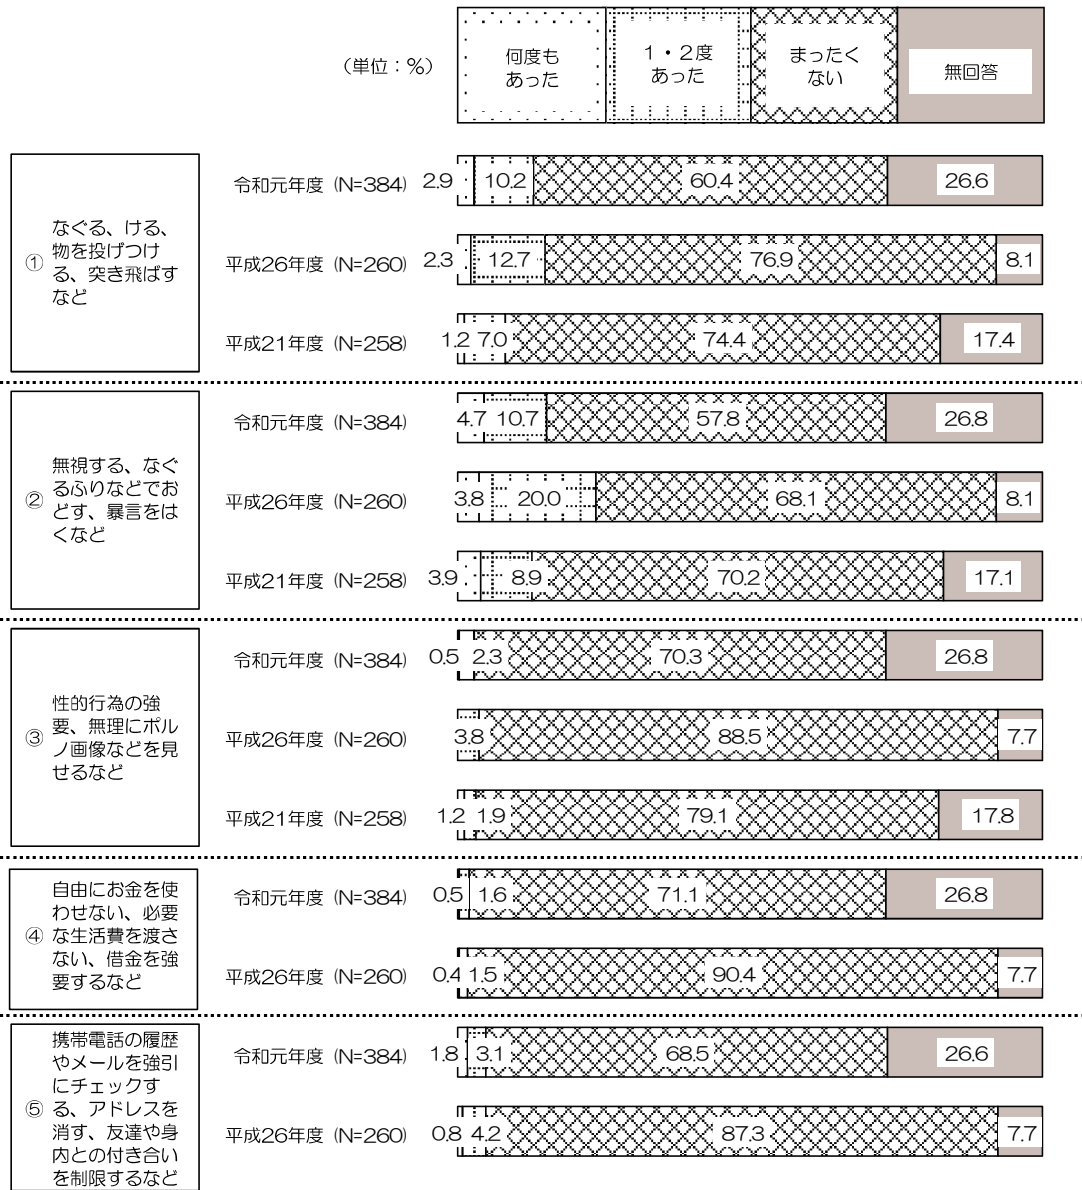 （単位：％）
何度も
あった
１・２度
あった
まったく
ない
無回答
①
なぐる、ける、
物を投げつけ
る、突き飛ばす
など
令和元年度 (N=384) 2.9 10.2 60.4 26.6
平成26年度 (N=260) 2.3 12.7 76.9 8.1
平成21年度 (N=258) 1.2 7.0 74.4 17.4
②
無視する、なぐ
るふりなどでお
どす、暴言をは
くなど
令和元年度 (N=384) 4.7 10.7 57.8 26.8
平成26年度 (N=260) 3.8 20.0 68.1 8.1
平成21年度 (N=258) 3.9 8.9 70.2 17.1
③
性的行為の強
要、無理にポル
ノ画像などを見
せるなど
令和元年度 (N=384) 0.5 2.3 70.3 26.8
平成26年度 (N=260) 3.8 88.5 7.7
平成21年度 (N=258) 1.2 1.9 79.1 17.8
④
自由にお金を使
わせない、必要
な生活費を渡さ
ない、借金を強
要するなど
令和元年度 (N=384) 0.5 1.6 71.1 26.8
平成26年度 (N=260) 0.4 1.5 90.4 7.7
⑤
携帯電話の履歴
やメールを強引
にチェックす
る、アドレスを
消す、友達や身
内との付き合い
を制限するなど
令和元年度 (N=384) 1.8 3.1 68.5 26.6
平成26年度 (N=260) 0.8 4.2 87.3 7.7